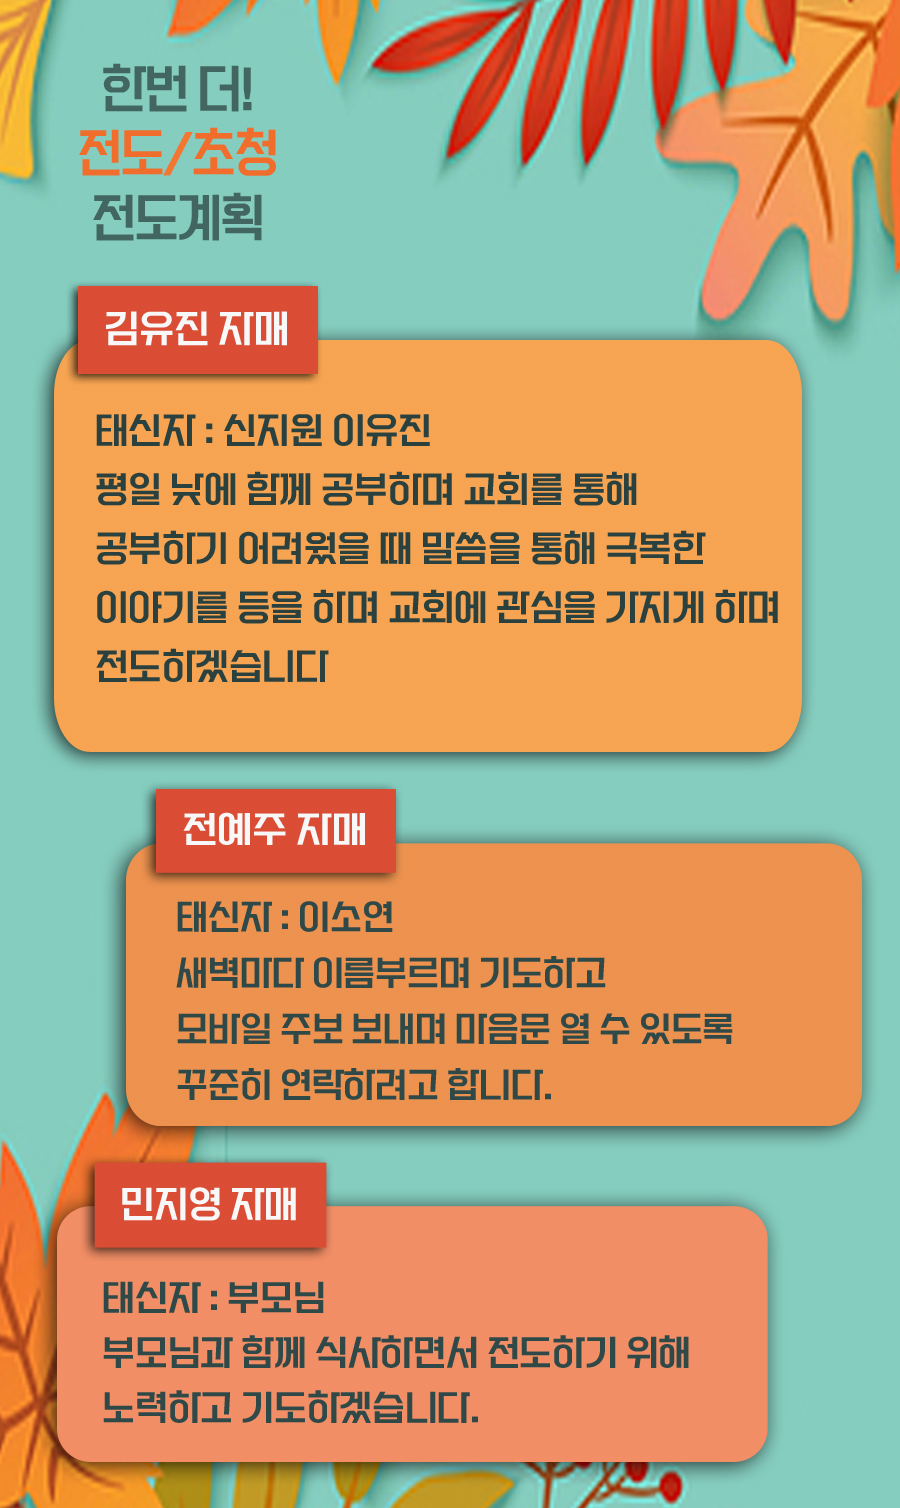 한번 더!
전도/초청
전도계획
김유진 자매
태신자 : 신지원 이유진
평일 낮에 함께 공부하며 교회를 통해
공부하기 어려웠을 때 말씀을 통해 극복한
이야기를 등을 하며 교회에 관심을 가지게 하며
전도하겠습니다
전예주 자매
태신자 : 이소연
새벽마다 이름부르며 기도하고
모바일 주보 보내며 마음문 열 수 있도록
꾸준히 연락하려고 합니다.
민지영 자매
태신자 : 부모님
부모님과 함께 식사하면서 전도하기 위해
노력하고 기도하겠습니다.